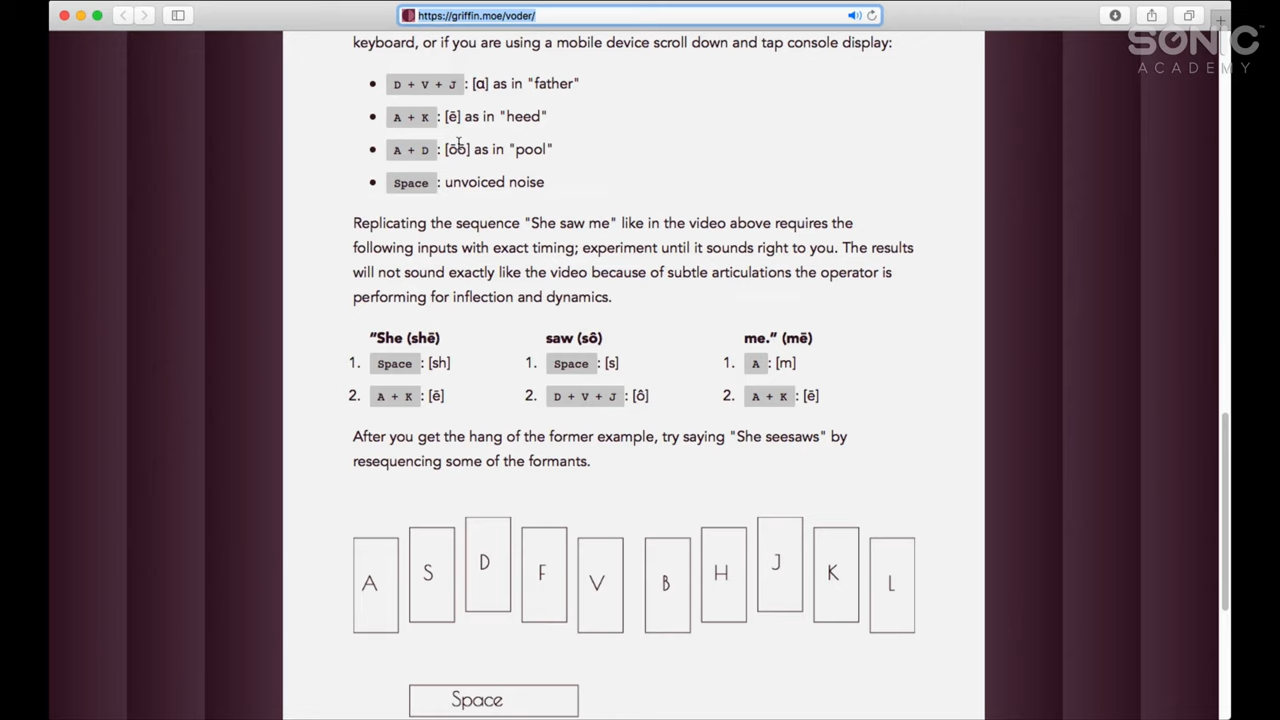 https://griffin.moe/voder/
SONIC
ACADEMY
keyboard, or if you are using a mobile device scroll down and tap console display:
D + V + J : [ɑ] as in "father"
A + K : [ē] as in "heed"
A + D : [ōō] as in "pool"
Space : unvoiced noise
Replicating the sequence "She saw me" like in the video above requires the
following inputs with exact timing; experiment until it sounds right to you. The results
will not sound exactly like the video because of subtle articulations the operator is
performing for inflection and dynamics.
"She (shē)
1. Space : [sh]
2. A + K : [ē]
saw (sô)
1. Space : [s]
2. D + V + J : [ô]
me." (mē)
1. A : [m]
2. A + K : [ē]
After you get the hang of the former example, try saying "She seesaws" by
resequencing some of the formants.
A S D F V B H J K L
Space